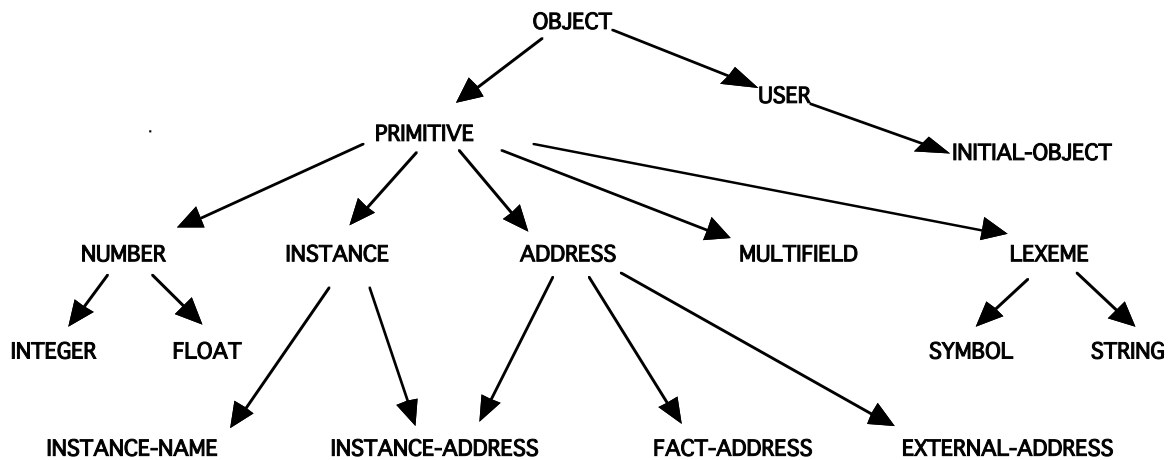 OBJECT
USER
PRIMITIVE
INITIAL-OBJECT
NUMBER INSTANCE ADDRESS MULTIFIELD LEXEME
INTEGER FLOAT SYMBOL STRING
INSTANCE-NAME INSTANCE-ADDRESS FACT-ADDRESS EXTERNAL-ADDRESS